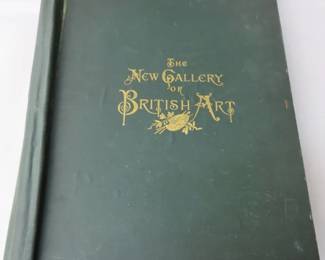 The
New Gallery
of
British Art